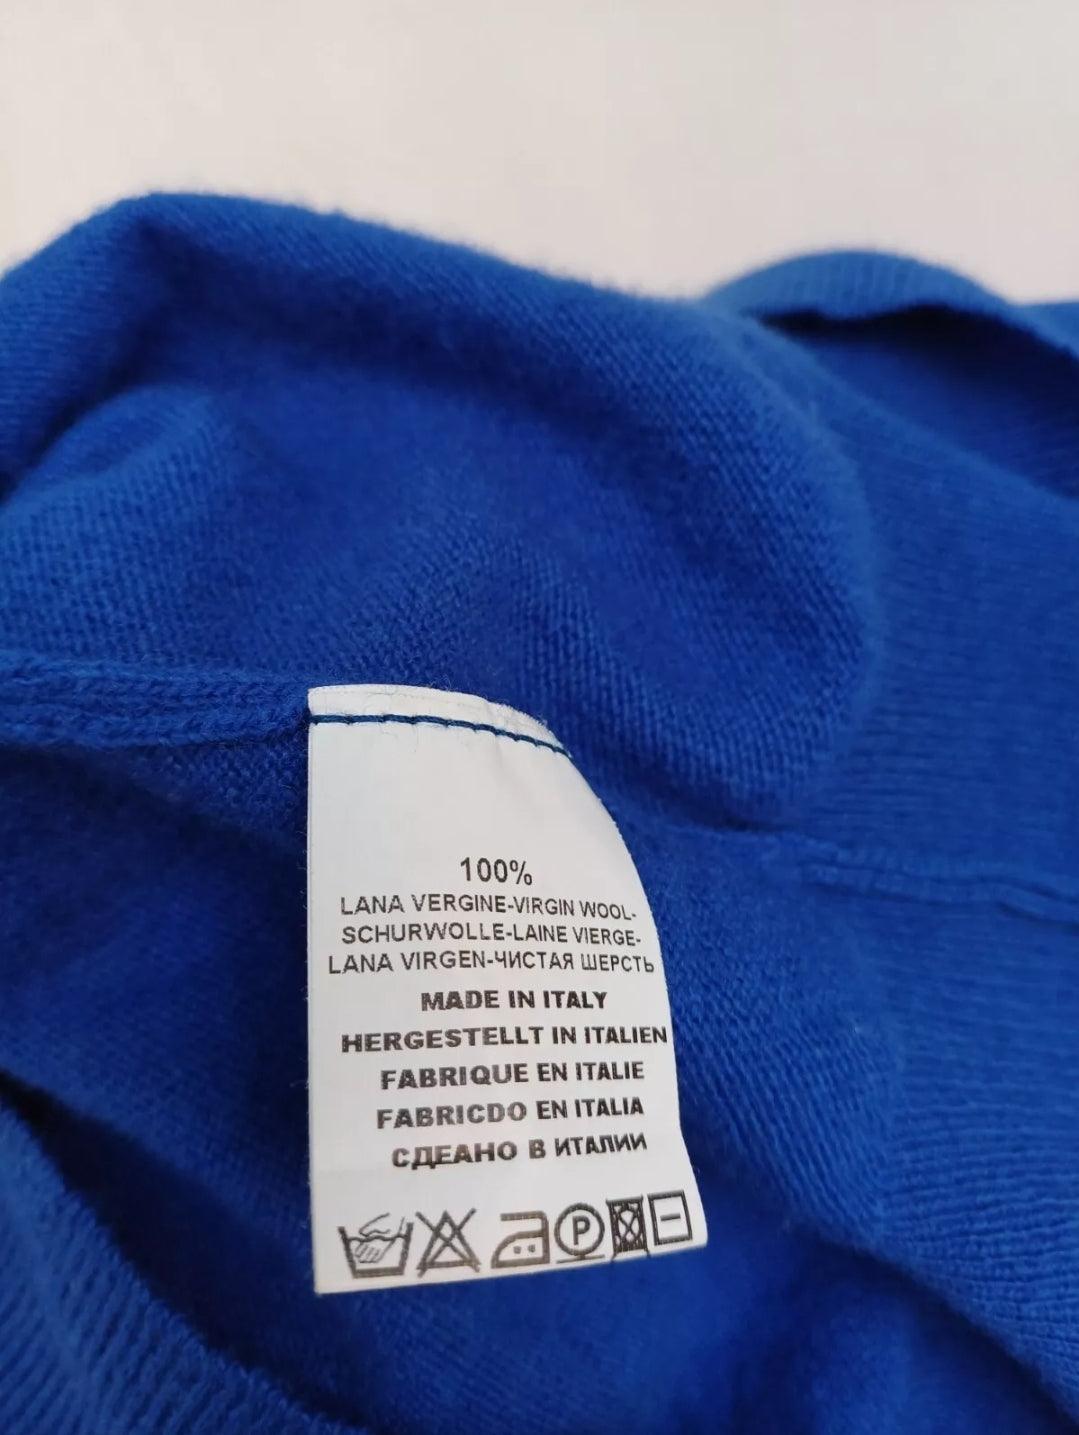 100%
LANA VERGINE-VIRGIN WOOL-
SCHURWOLLE-LAINE VIERGE-
LANA VIRGEN-ЧИСТАЯ ШЕРСТЬ
MADE IN ITALY
HERGESTELLT IN ITALIEN
FABRIQUE EN ITALIE
FABRICDO EN ITALIA
СДЕАНО В ИТАЛИИ
P